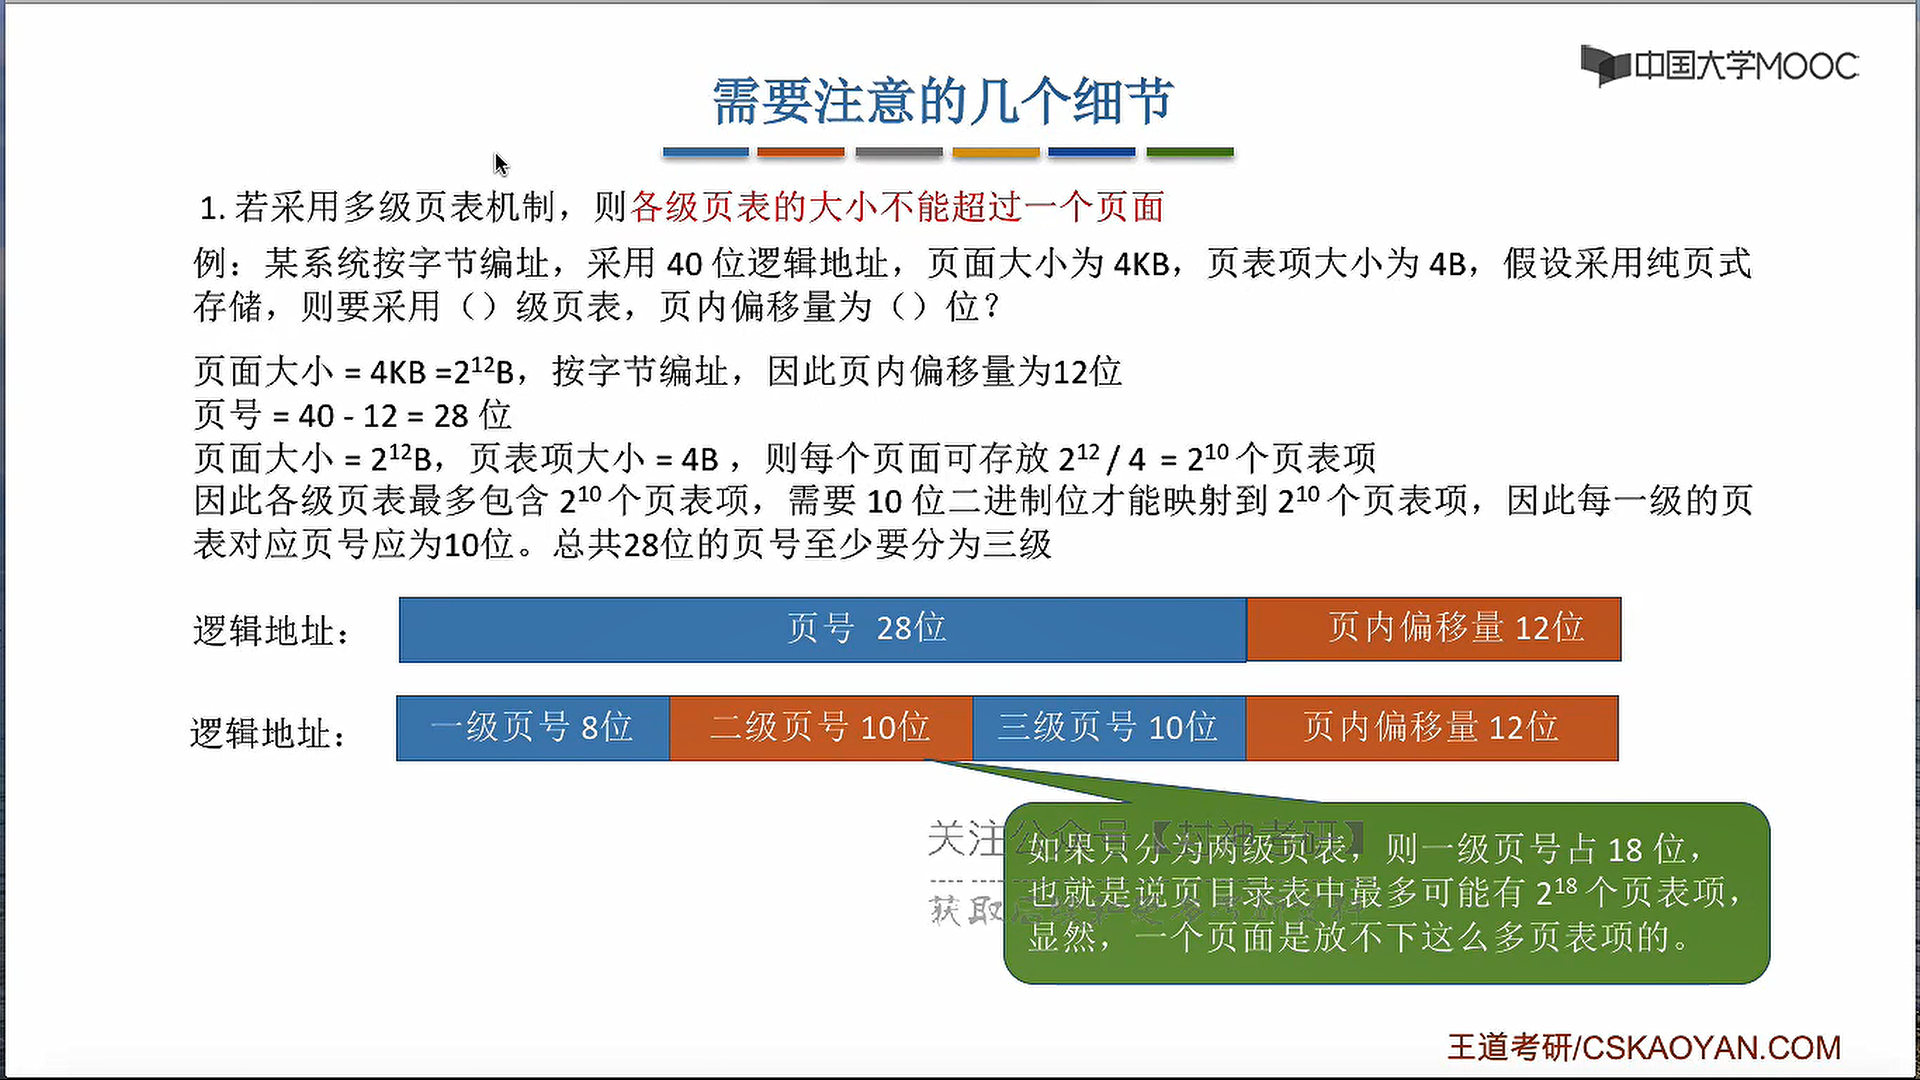 中国大学MOOC
需要注意的几个细节
1. 若采用多级页表机制，则各级页表的大小不能超过一个页面
例：某系统按字节编址，采用 40 位逻辑地址，页面大小为 4KB，页表项大小为 4B，假设采用纯页式
存储，则要采用（）级页表，页内偏移量为（）位？
页面大小 = 4KB =2¹²B，按字节编址，因此页内偏移量为12位
页号 = 40 - 12 = 28 位
页面大小 = 2¹²B，页表项大小 = 4B ，则每个页面可存放 2¹² / 4 = 2¹⁰ 个页表项
因此各级页表最多包含 2¹⁰ 个页表项，需要 10 位二进制位才能映射到 2¹⁰ 个页表项，因此每一级的页
表对应页号应为10位。总共28位的页号至少要分为三级
逻辑地址： 页号 28位 页内偏移量 12位
逻辑地址： 一级页号 8位 二级页号 10位 三级页号 10位 页内偏移量 12位
关注公众号【封神考研】
如果只分为两级页表，则一级页号占 18 位，
也就是说页目录表中最多可能有 2¹⁸ 个页表项，
获取
显然，一个页面是放不下这么多页表项的。
王道考研/CSKAOYAN.COM